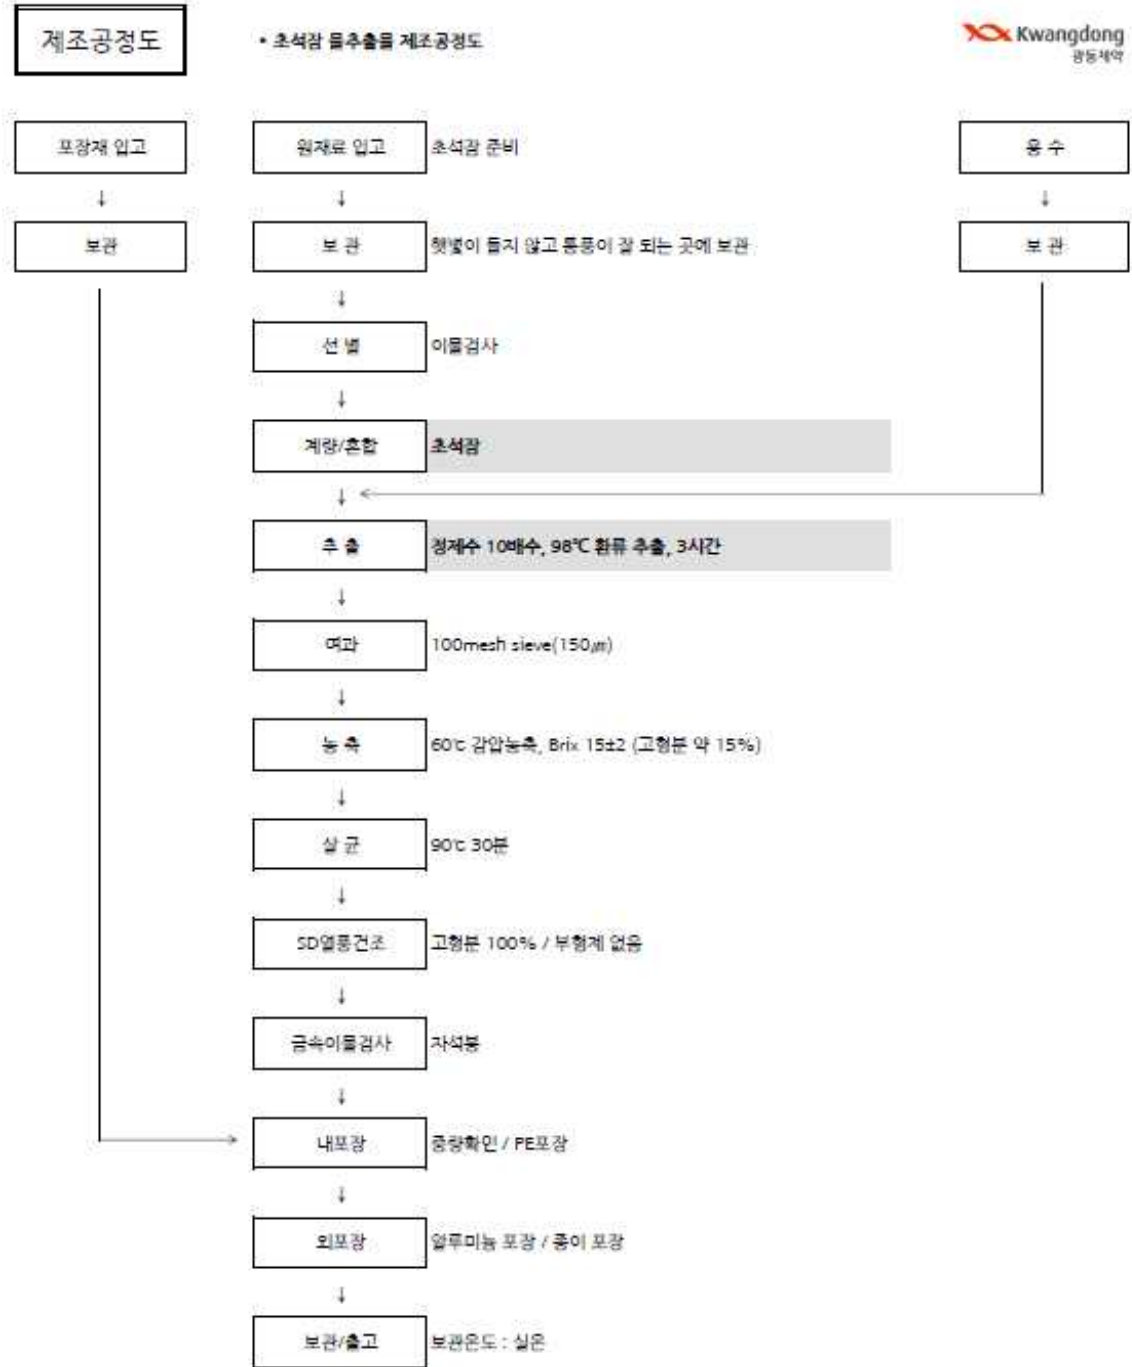 제조공정도
• 초석잠 물추출물 제조공정도
Kwangdong
광동제약
포장재 입고
원재료 입고 초석잠 준비
용 수
↓ ↓ ↓
보관
보 관 햇볕이 들지 않고 통풍이 잘 되는 곳에 보관
보 관
↓
선 별 이물검사
↓
계량/혼합 초석잠
↓ ←
추 출 정제수 10배수, 98℃ 환류 추출, 3시간
↓
여과 100mesh sieve(150㎛)
↓
농 축 60℃ 감압농축, Brix 15±2 (고형분 약 15%)
↓
살 균 90℃ 30분
↓
SD열풍건조 고형분 100% / 부형제 없음
↓
금속이물검사 자석봉
↓
→ 내포장 중량확인 / PE포장
↓
외포장 알루미늄 포장 / 종이 포장
↓
보관/출고 보관온도 : 실온